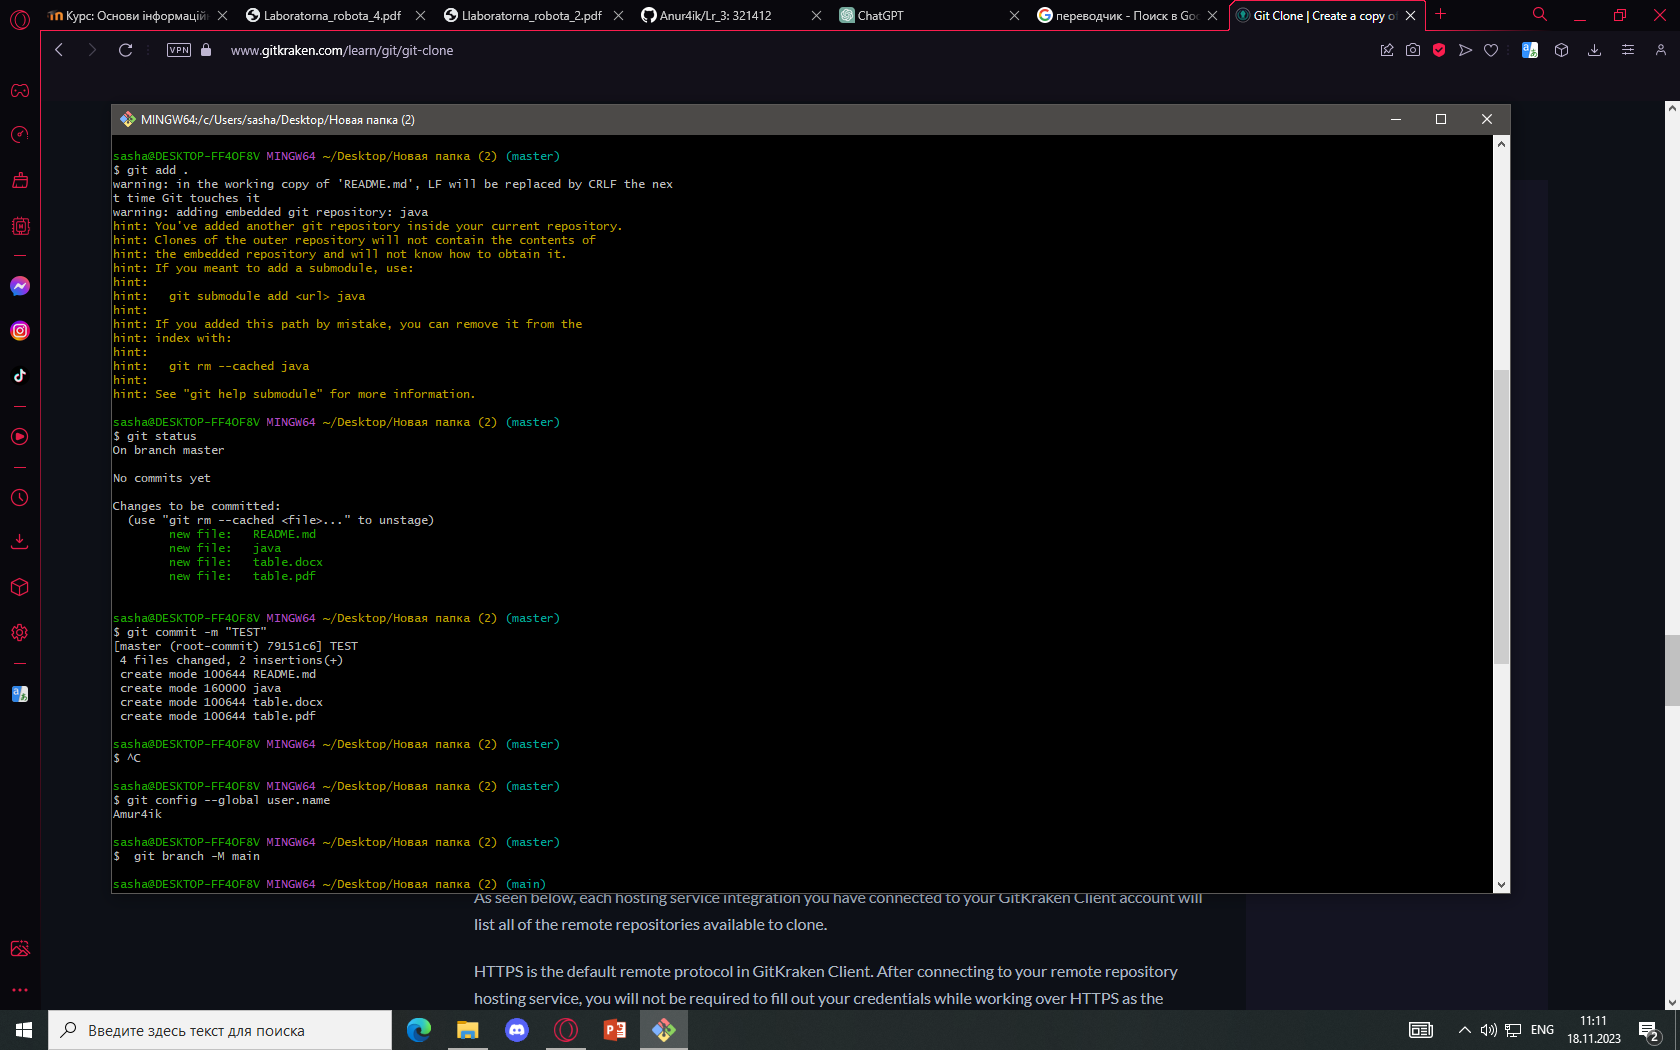 Курс: Основи інформаці
Laboratorna_robota_4.pdf
Llaboratorna_robota_2.pdf
Anur4ik/Lr_3: 321412
ChatGPT
переводчик - Поиск в Goo
Git Clone | Create a copy of
VPN
www.gitkraken.com/learn/git/git-clone
MINGW64:/c/Users/sasha/Desktop/Новая папка (2)
sasha@DESKTOP-FF4OF8V MINGW64 ~/Desktop/Новая папка (2) (master)
$ git add .
warning: in the working copy of 'README.md', LF will be replaced by CRLF the nex
t time Git touches it
warning: adding embedded git repository: java
hint: You've added another git repository inside your current repository.
hint: Clones of the outer repository will not contain the contents of
hint: the embedded repository and will not know how to obtain it.
hint: If you meant to add a submodule, use:
hint:
hint:   git submodule add <url> java
hint:
hint: If you added this path by mistake, you can remove it from the
hint: index with:
hint:
hint:   git rm --cached java
hint:
hint: See "git help submodule" for more information.
sasha@DESKTOP-FF4OF8V MINGW64 ~/Desktop/Новая папка (2) (master)
$ git status
On branch master
No commits yet
Changes to be committed:
  (use "git rm --cached <file>..." to unstage)
        new file:   README.md
        new file:   java
        new file:   table.docx
        new file:   table.pdf
sasha@DESKTOP-FF4OF8V MINGW64 ~/Desktop/Новая папка (2) (master)
$ git commit -m "TEST"
[master (root-commit) 79151c6] TEST
 4 files changed, 2 insertions(+)
 create mode 100644 README.md
 create mode 160000 java
 create mode 100644 table.docx
 create mode 100644 table.pdf
sasha@DESKTOP-FF4OF8V MINGW64 ~/Desktop/Новая папка (2) (master)
$ ^C
sasha@DESKTOP-FF4OF8V MINGW64 ~/Desktop/Новая папка (2) (master)
$ git config --global user.name
Amur4ik
sasha@DESKTOP-FF4OF8V MINGW64 ~/Desktop/Новая папка (2) (master)
$  git branch -M main
sasha@DESKTOP-FF4OF8V MINGW64 ~/Desktop/Новая папка (2) (main)
As seen below, each hosting service integration you have connected to your GitKraken Client account will
list all of the remote repositories available to clone.
HTTPS is the default remote protocol in GitKraken Client. After connecting to your remote repository
hosting service, you will not be required to fill out your credentials while working over HTTPS as the
Введите здесь текст для поиска
ENG
11:11
18.11.2023
2